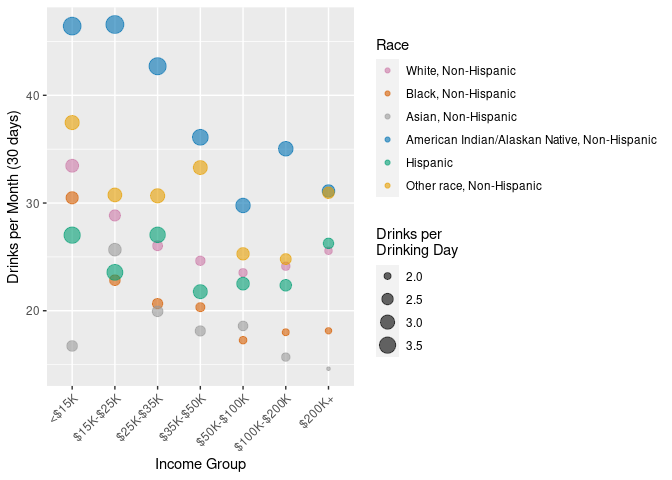 Drinks per Month (30 days)
40
30
20
<$15K
$15K-$25K
$25K-$35K
$35K-$50K
$50K-$100K
$100K-$200K
$200K+
Income Group
Race
White, Non-Hispanic
Black, Non-Hispanic
Asian, Non-Hispanic
American Indian/Alaskan Native, Non-Hispanic
Hispanic
Other race, Non-Hispanic
Drinks per
Drinking Day
2.0
2.5
3.0
3.5